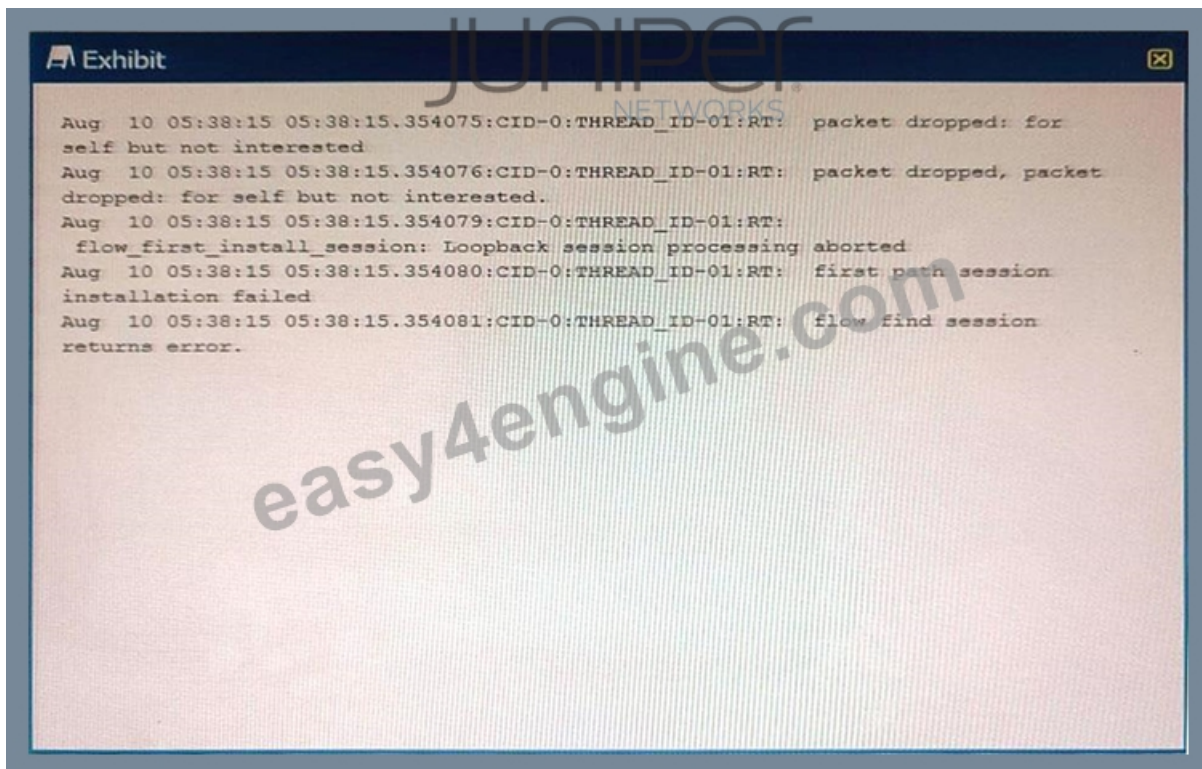 JUNIPER
NETWORKS
Exhibit
Aug 10 05:38:15 05:38:15.354075:CID-0:THREAD_ID-01:RT: packet dropped: for
self but not interested
Aug 10 05:38:15 05:38:15.354076:CID-0:THREAD_ID-01:RT: packet dropped, packet
dropped: for self but not interested.
Aug 10 05:38:15 05:38:15.354079:CID-0:THREAD_ID-01:RT:
flow_first_install_session: Loopback session processing aborted
Aug 10 05:38:15 05:38:15.354080:CID-0:THREAD_ID-01:RT: first path session
installation failed
Aug 10 05:38:15 05:38:15.354081:CID-0:THREAD_ID-01:RT: flow find session
returns error.
easy4engine.com